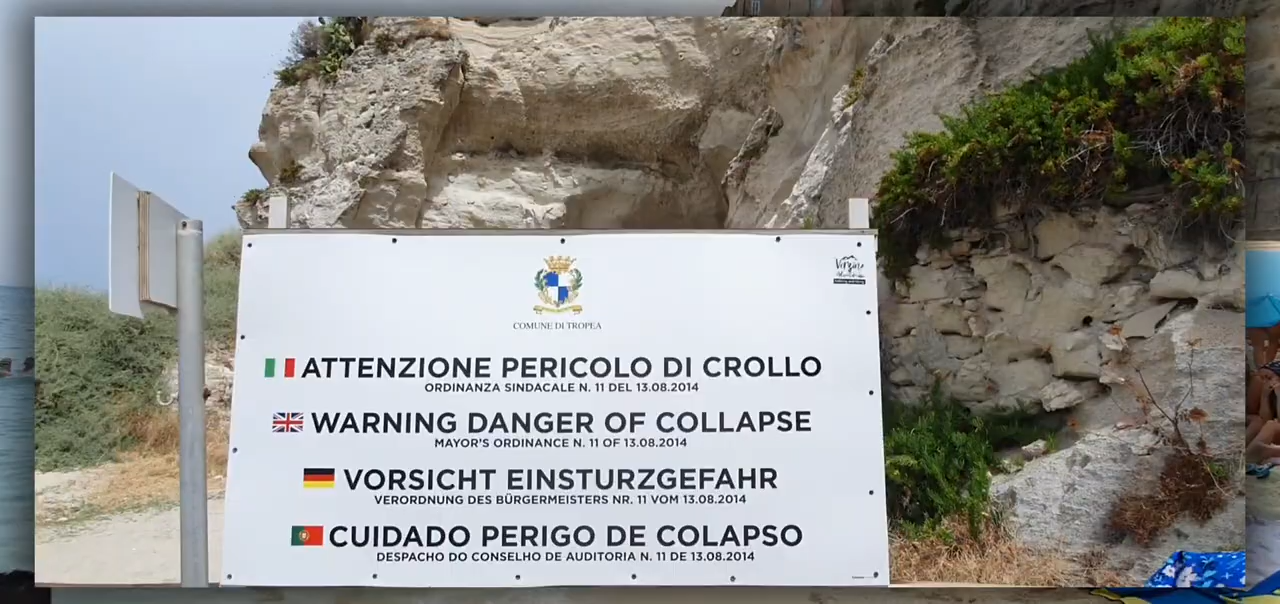 COMUNE DI TROPEA
ATTENZIONE PERICOLO DI CROLLO
ORDINANZA SINDACALE N. 11 DEL 13.08.2014
WARNING DANGER OF COLLAPSE
MAYOR'S ORDINANCE N. 11 OF 13.08.2014
VORSICHT EINSTURZGEFAHR
VERORDNUNG DES BÜRGERMEISTERS NR. 11 VOM 13.08.2014
CUIDADO PERIGO DE COLAPSO
DESPACHO DO CONSELHO DE AUDITORIA N. 11 DE 13.08.2014